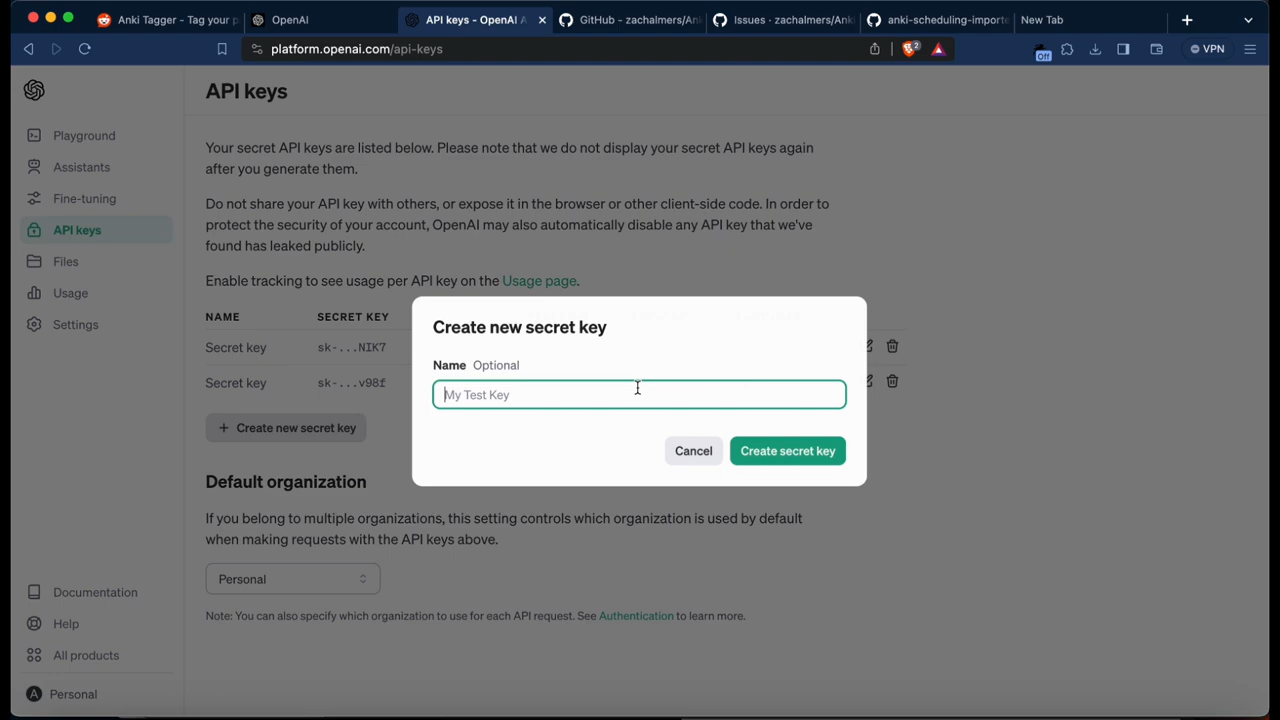 Anki Tagger - Tag your p
OpenAI
API keys - OpenAI A
GitHub - zachalmers/Ank
Issues · zachalmers/Ank
anki-scheduling-importe
New Tab
platform.openai.com/api-keys
2
Off
VPN
API keys
Playground
Assistants
Fine-tuning
API keys
Files
Usage
Settings
Your secret API keys are listed below. Please note that we do not display your secret API keys again
after you generate them.
Do not share your API key with others, or expose it in the browser or other client-side code. In order to
protect the security of your account, OpenAI may also automatically disable any API key that we've
found has leaked publicly.
Enable tracking to see usage per API key on the Usage page.
NAME SECRET KEY
Secret key sk-...NIK7
Secret key sk-...v98f
+ Create new secret key
Create new secret key
Name Optional
My Test Key
Cancel Create secret key
Default organization
If you belong to multiple organizations, this setting controls which organization is used by default
when making requests with the API keys above.
Personal
Note: You can also specify which organization to use for each API request. See Authentication to learn more.
Documentation
Help
All products
A Personal